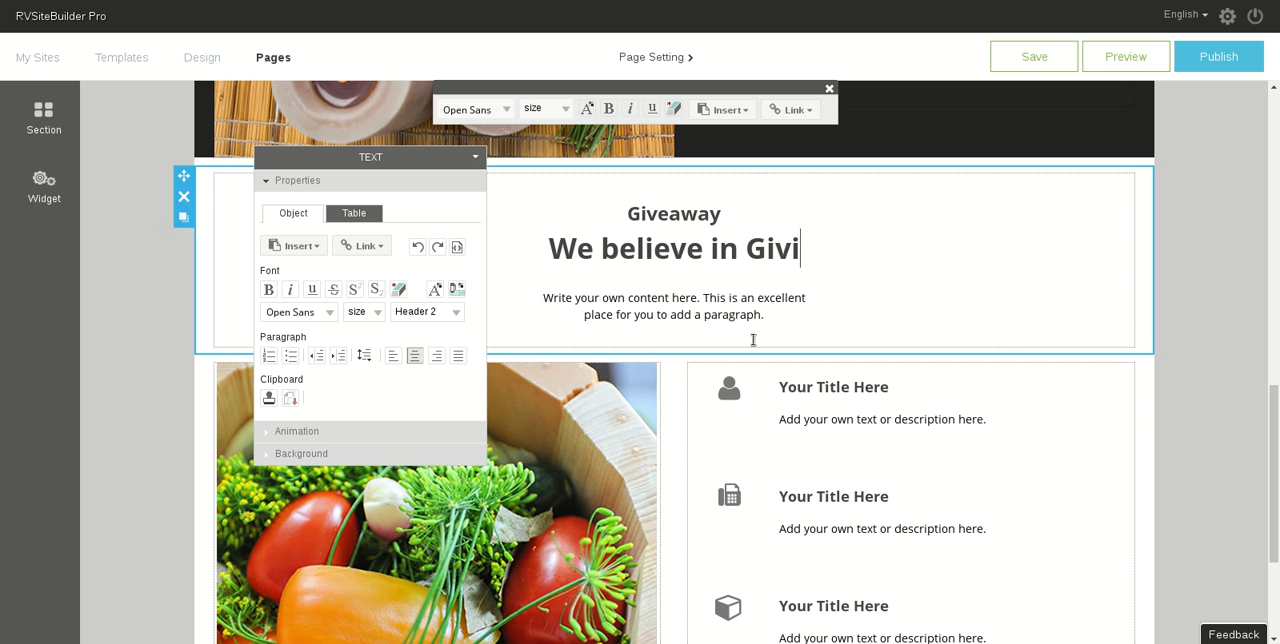 RVSiteBuilder Pro
English
My Sites
Templates
Design
Pages
Page Setting
Save
Preview
Publish
Section
Widget
Open Sans
size
B
i
u
Insert
Link
TEXT
Properties
Object
Table
Insert
Link
Font
B
i
u
S
S
S
A
Open Sans
size
Header 2
Paragraph
Clipboard
Animation
Background
Giveaway
We believe in Givi
Write your own content here. This is an excellent
place for you to add a paragraph.
Your Title Here
Add your own text or description here.
Your Title Here
Add your own text or description here.
Your Title Here
Add your own text or description here.
Feedback